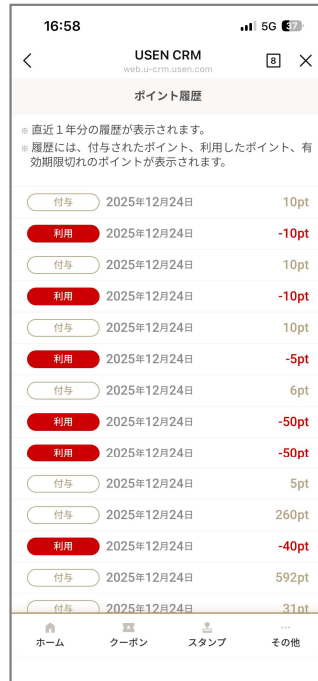 16:58
5G 37
USEN CRM
web.u-crm.usen.com
8
ポイント履歴
※ 直近１年分の履歴が表示されます。
※ 履歴には、付与されたポイント、利用したポイント、有
効期限切れのポイントが表示されます。
付与 2025年12月24日 10pt
利用 2025年12月24日 -10pt
付与 2025年12月24日 10pt
利用 2025年12月24日 -10pt
付与 2025年12月24日 10pt
利用 2025年12月24日 -5pt
付与 2025年12月24日 6pt
利用 2025年12月24日 -50pt
利用 2025年12月24日 -50pt
付与 2025年12月24日 5pt
付与 2025年12月24日 260pt
利用 2025年12月24日 -40pt
付与 2025年12月24日 592pt
付与 2025年12月24日 31pt
ホーム クーポン スタンプ その他